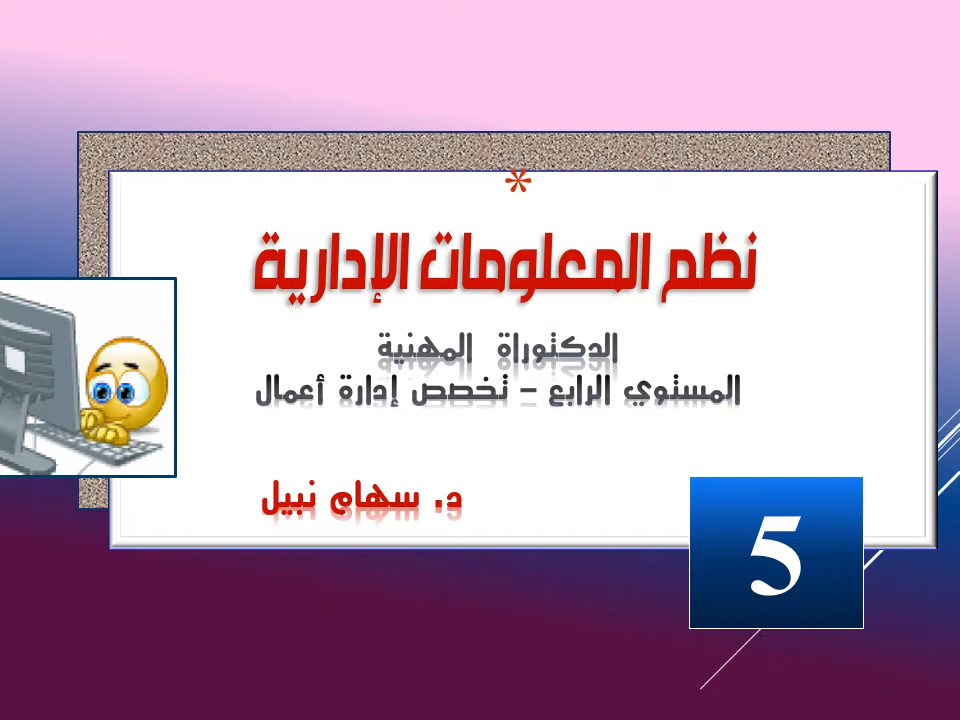 *
نظم المعلومات الإدارية
الدكتوراة المهنية
المستوي الرابع – تخصص إدارة أعمال
د. سهام نبيل
5